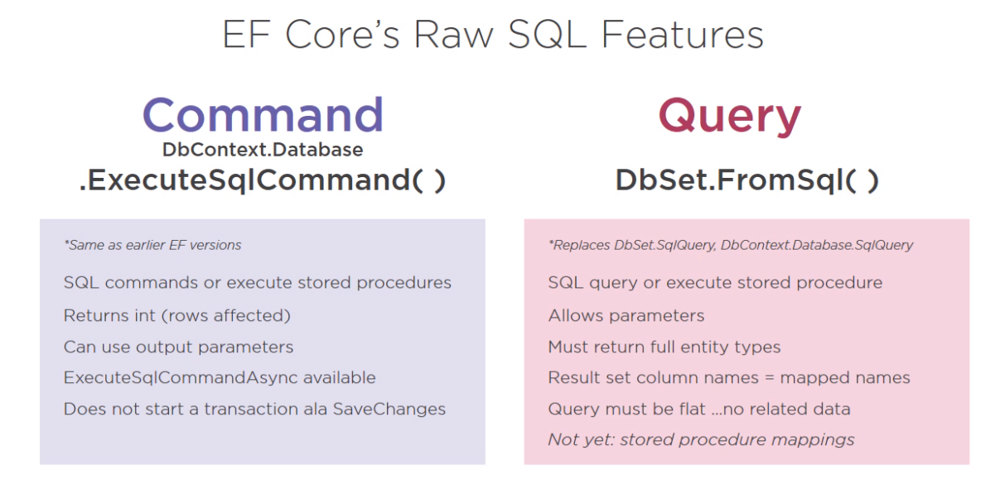 EF Core's Raw SQL Features
Command
DbContext.Database
.ExecuteSqlCommand( )
*Same as earlier EF versions
SQL commands or execute stored procedures
Returns int (rows affected)
Can use output parameters
ExecuteSqlCommandAsync available
Does not start a transaction ala SaveChanges
Query
DbSet.FromSql( )
*Replaces DbSet.SqlQuery, DbContext.Database.SqlQuery
SQL query or execute stored procedure
Allows parameters
Must return full entity types
Result set column names = mapped names
Query must be flat ...no related data
Not yet: stored procedure mappings